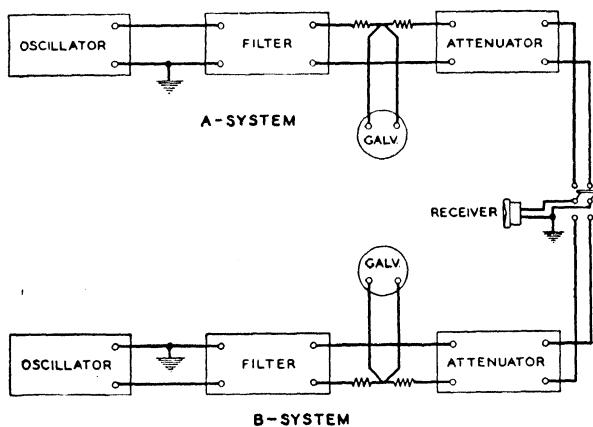 OSCILLATOR
FILTER
ATTENUATOR
GALV.
A-SYSTEM
RECEIVER
GALV.
OSCILLATOR
FILTER
ATTENUATOR
B-SYSTEM